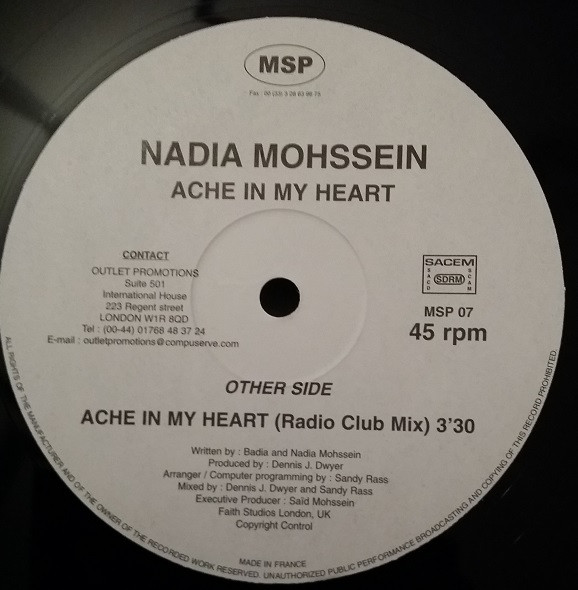 MSP
NADIA MOHSSEIN
ACHE IN MY HEART
CONTACT
OUTLET PROMOTIONS
Suite 501
International House
223 Regent street
LONDON W1R 8QD
Tel : (00-44) 01768 48 37 24
E-mail : outletpromotions@compuserve.com
SACEM
SACD SDRM SCAM
MSP 07
45 rpm
OTHER SIDE
ACHE IN MY HEART (Radio Club Mix) 3'30
Written by : Badia and Nadia Mohssein
Produced by : Dennis J. Dwyer
Arranger / Computer programming by : Sandy Rass
Mixed by : Dennis J. Dwyer and Sandy Rass
Executive Producer : Saïd Mohssein
Faith Studios London, UK
Copyright Control
MADE IN FRANCE
ALL RIGHTS OF THE MANUFACTURER AND OF THE OWNER OF THE RECORDED WORK RESERVED. UNAUTHORIZED PUBLIC PERFORMANCE BROADCASTING AND COPYING OF THIS RECORD PROHIBITED